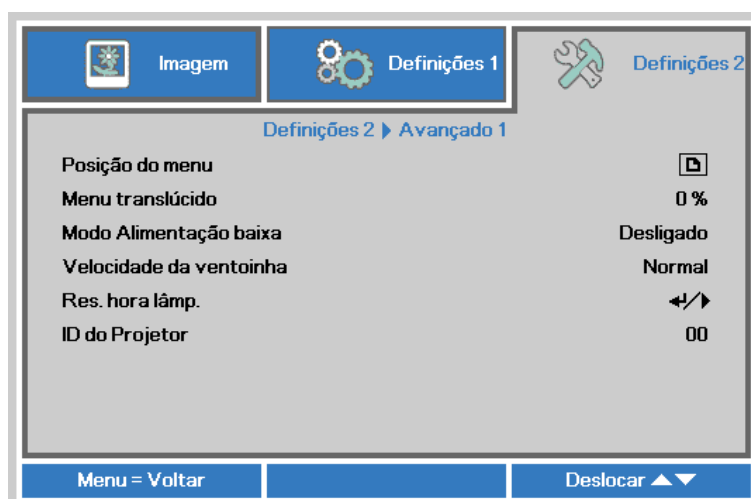 Imagem
Definições 1
Definições 2
Definições 2 Avançado 1
Posição do menu
Menu translúcido 0 %
Modo Alimentação baixa Desligado
Velocidade da ventoinha Normal
Res. hora lâmp.
ID do Projetor 00
Menu = Voltar
Deslocar